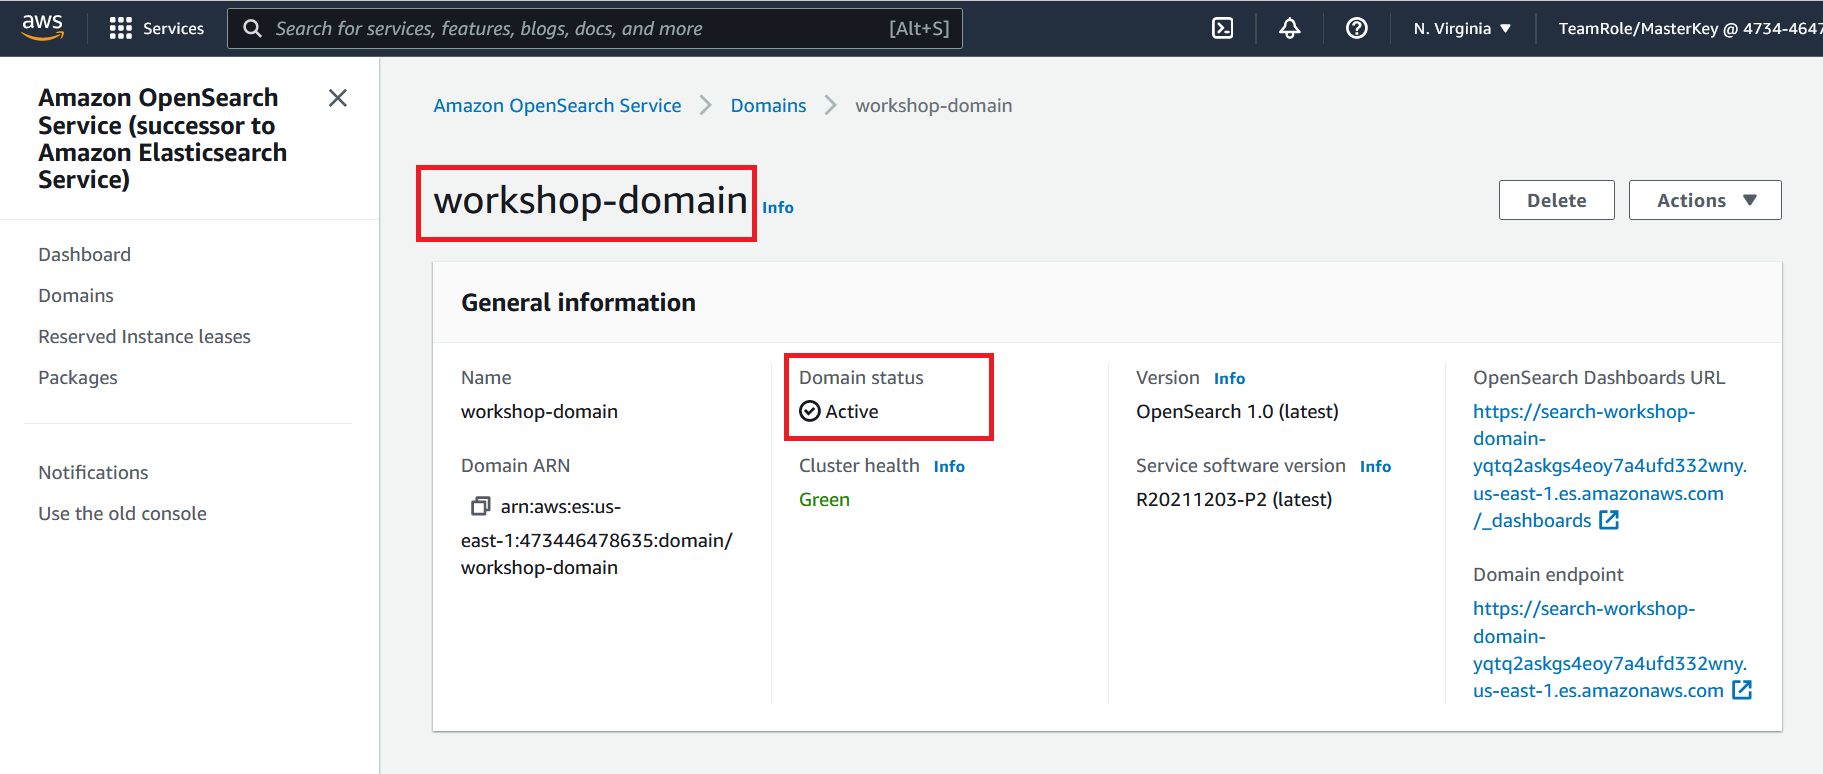 aws
Services
Search for services, features, blogs, docs, and more
[Alt+S]
N. Virginia
TeamRole/MasterKey @ 4734-4647
Amazon OpenSearch
Service (successor to
Amazon Elasticsearch
Service)
Dashboard
Domains
Reserved Instance leases
Packages
Notifications
Use the old console
Amazon OpenSearch Service
Domains
workshop-domain
workshop-domain
Info
Delete
Actions
General information
Name
workshop-domain
Domain ARN
arn:aws:es:us-
east-1:473446478635:domain/
workshop-domain
Domain status
Active
Cluster health Info
Green
Version Info
OpenSearch 1.0 (latest)
Service software version Info
R20211203-P2 (latest)
OpenSearch Dashboards URL
https://search-workshop-
domain-
yqtq2askgs4eoy7a4ufd332wny.
us-east-1.es.amazonaws.com
/_dashboards
Domain endpoint
https://search-workshop-
domain-
yqtq2askgs4eoy7a4ufd332wny.
us-east-1.es.amazonaws.com